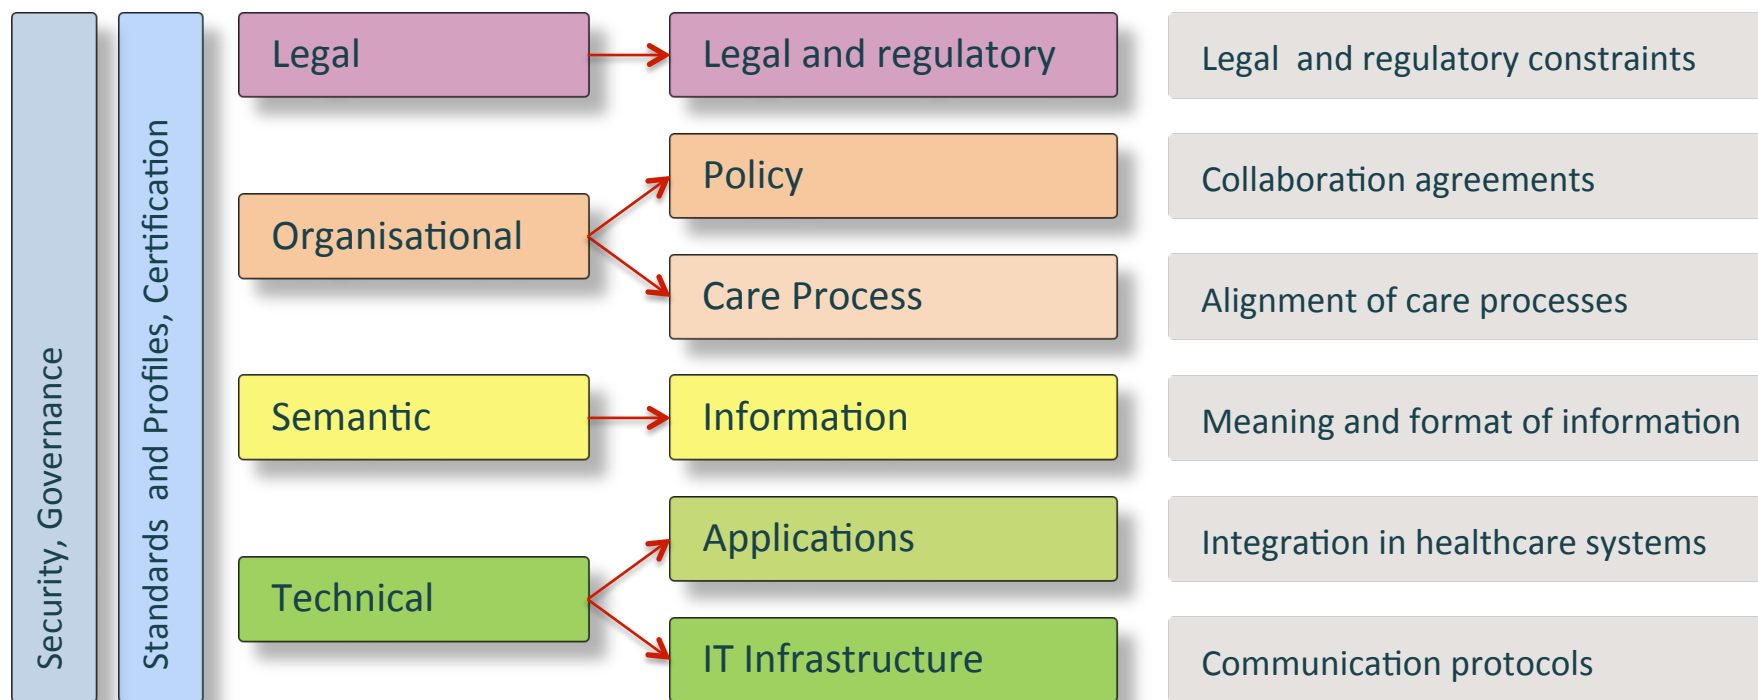 Security, Governance
Standards and Profiles, Certification
Legal
Legal and regulatory
Legal and regulatory constraints
Organisational
Policy
Collaboration agreements
Care Process
Alignment of care processes
Semantic
Information
Meaning and format of information
Technical
Applications
Integration in healthcare systems
IT Infrastructure
Communication protocols